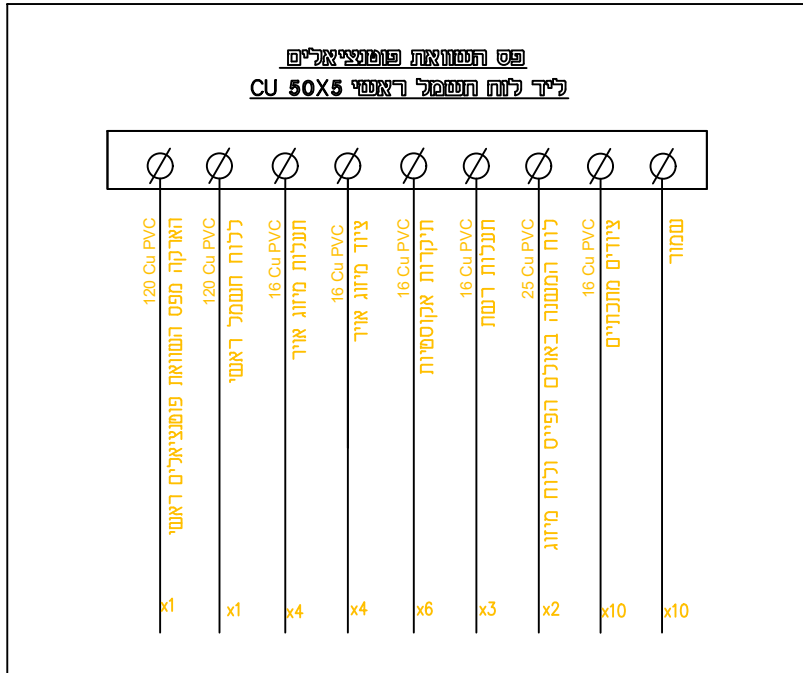 פס השוואת פוטנציאלים
ליד לוח חשמל ראשי CU 50X5
120 Cu PVC
הארקה מפס השוואת פוטנציאלים ראשי
x1
120 Cu PVC
ללוח חשמל ראשי
x1
16 Cu PVC
תעלות מיזוג אויר
x4
16 Cu PVC
ציוד מיזוג אויר
x4
16 Cu PVC
תיקרות אקוסטיות
x6
16 Cu PVC
תעלות רשת
x3
25 Cu PVC
לוח המשנה באולם הפייס ולוח מיזוג
x2
16 Cu PVC
ציודים מתכתיים
x10
שמור
x10